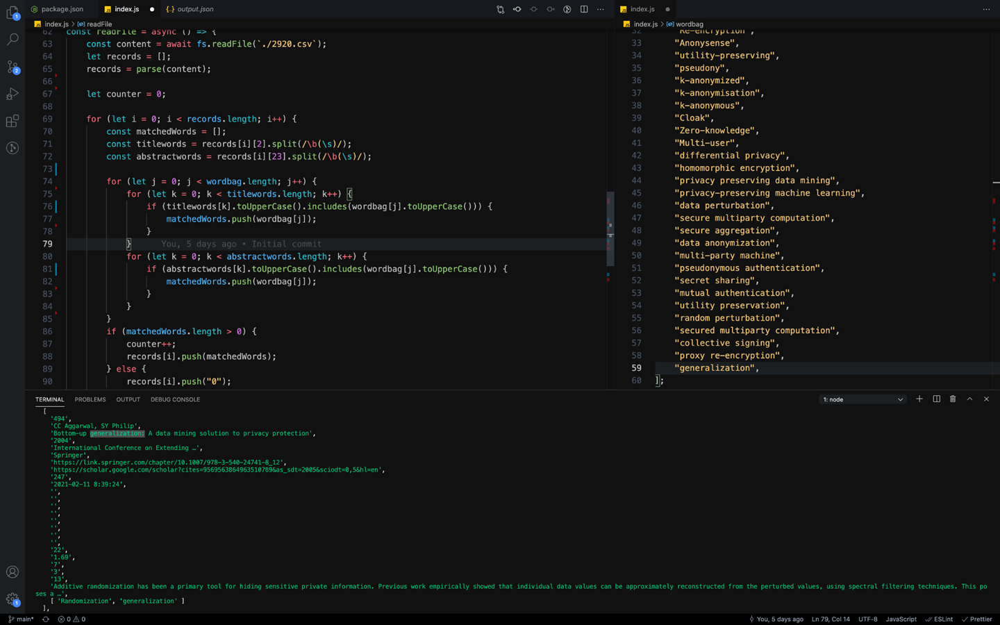 package.json
index.js
output.json
index.js
index.js > readFile
index.js > wordbag
62 const readFile = async () => {
63 const content = await fs.readFile(`./2920.csv`);
64 let records = [];
65 records = parse(content);
66
67 let counter = 0;
68
69 for (let i = 0; i < records.length; i++) {
70 const matchedWords = [];
71 const titlewords = records[i][2].split(/\b(\s)/);
72 const abstractwords = records[i][23].split(/\b(\s)/);
73
74 for (let j = 0; j < wordbag.length; j++) {
75 for (let k = 0; k < titlewords.length; k++) {
76 if (titlewords[k].toUpperCase().includes(wordbag[j].toUpperCase())) {
77 matchedWords.push(wordbag[j]);
78 }
79 } You, 5 days ago • Initial commit
80 for (let k = 0; k < abstractwords.length; k++) {
81 if (abstractwords[k].toUpperCase().includes(wordbag[j].toUpperCase())) {
82 matchedWords.push(wordbag[j]);
83 }
84 }
85 }
86 if (matchedWords.length > 0) {
87 counter++;
88 records[i].push(matchedWords);
89 } else {
90 records[i].push("0");
32 "Re-encryption",
33 "Anonysense",
34 "utility-preserving",
35 "pseudony",
36 "k-anonymized",
37 "k-anonymisation",
38 "k-anonymous",
39 "Cloak",
40 "Zero-knowledge",
41 "Multi-user",
42 "differential privacy",
43 "homomorphic encryption",
44 "privacy preserving data mining",
45 "privacy-preserving machine learning",
46 "data perturbation",
47 "secure multiparty computation",
48 "secure aggregation",
49 "data anonymization",
50 "multi-party machine",
51 "pseudonymous authentication",
52 "secret sharing",
53 "mutual authentication",
54 "utility preservation",
55 "random perturbation",
56 "secured multiparty computation",
57 "collective signing",
58 "proxy re-encryption",
59 "generalization",
60 ];
TERMINAL PROBLEMS OUTPUT DEBUG CONSOLE
1: node
[
'494',
'CC Aggarwal, SY Philip',
'Bottom-up generalization: A data mining solution to privacy protection',
'2004',
'International Conference on Extending …',
'Springer',
'https://link.springer.com/chapter/10.1007/978-3-540-24741-8_12',
'https://scholar.google.com/scholar?cites=9569563864963510789&as_sdt=2005&sciodt=0,5&hl=en',
'247',
'2021-02-11 8:39:24',
'',
'',
'',
'',
'',
'',
'',
'',
'22',
'1.69',
'7',
'3',
'13',
'Additive randomization has been a primary tool for hiding sensitive private information. Previous work empirically showed that individual data values can be approximately reconstructed from the perturbed values, using spectral filtering techniques. This po
ses a …',
[ 'Randomization', 'generalization' ]
],
1
2
1
main*
0 0
You, 5 days ago
Ln 79, Col 14
UTF-8
JavaScript
ESLint
Prettier